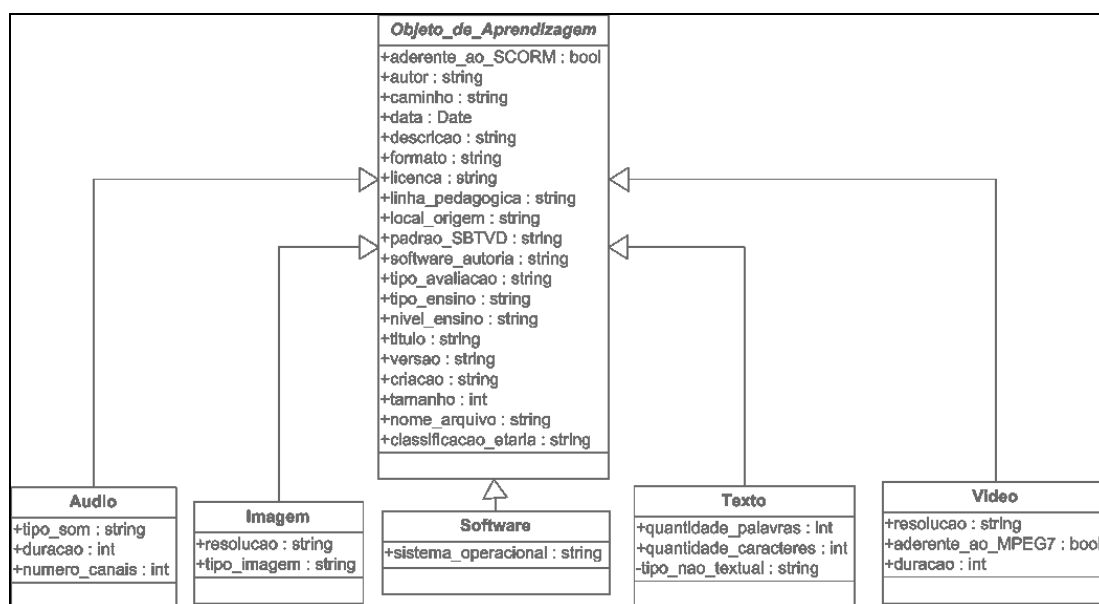 Objeto_de_Aprendizagem
+aderente_ao_SCORM : bool
+autor : string
+caminho : string
+data : Date
+descricao : string
+formato : string
+licenca : string
+linha_pedagogica : string
+local_origem : string
+padrao_SBTVD : string
+software_autoria : string
+tipo_avaliacao : string
+tipo_ensino : string
+nivel_ensino : string
+titulo : string
+versao : string
+criacao : string
+tamanho : int
+nome_arquivo : string
+classificacao_etaria : string
Audio
+tipo_som : string
+duracao : int
+numero_canais : int
Imagem
+resolucao : string
+tipo_imagem : string
Software
+sistema_operacional : string
Texto
+quantidade_palavras : int
+quantidade_caracteres : int
-tipo_nao_textual : string
Video
+resolucao : string
+aderente_ao_MPEG7 : bool
+duracao : int